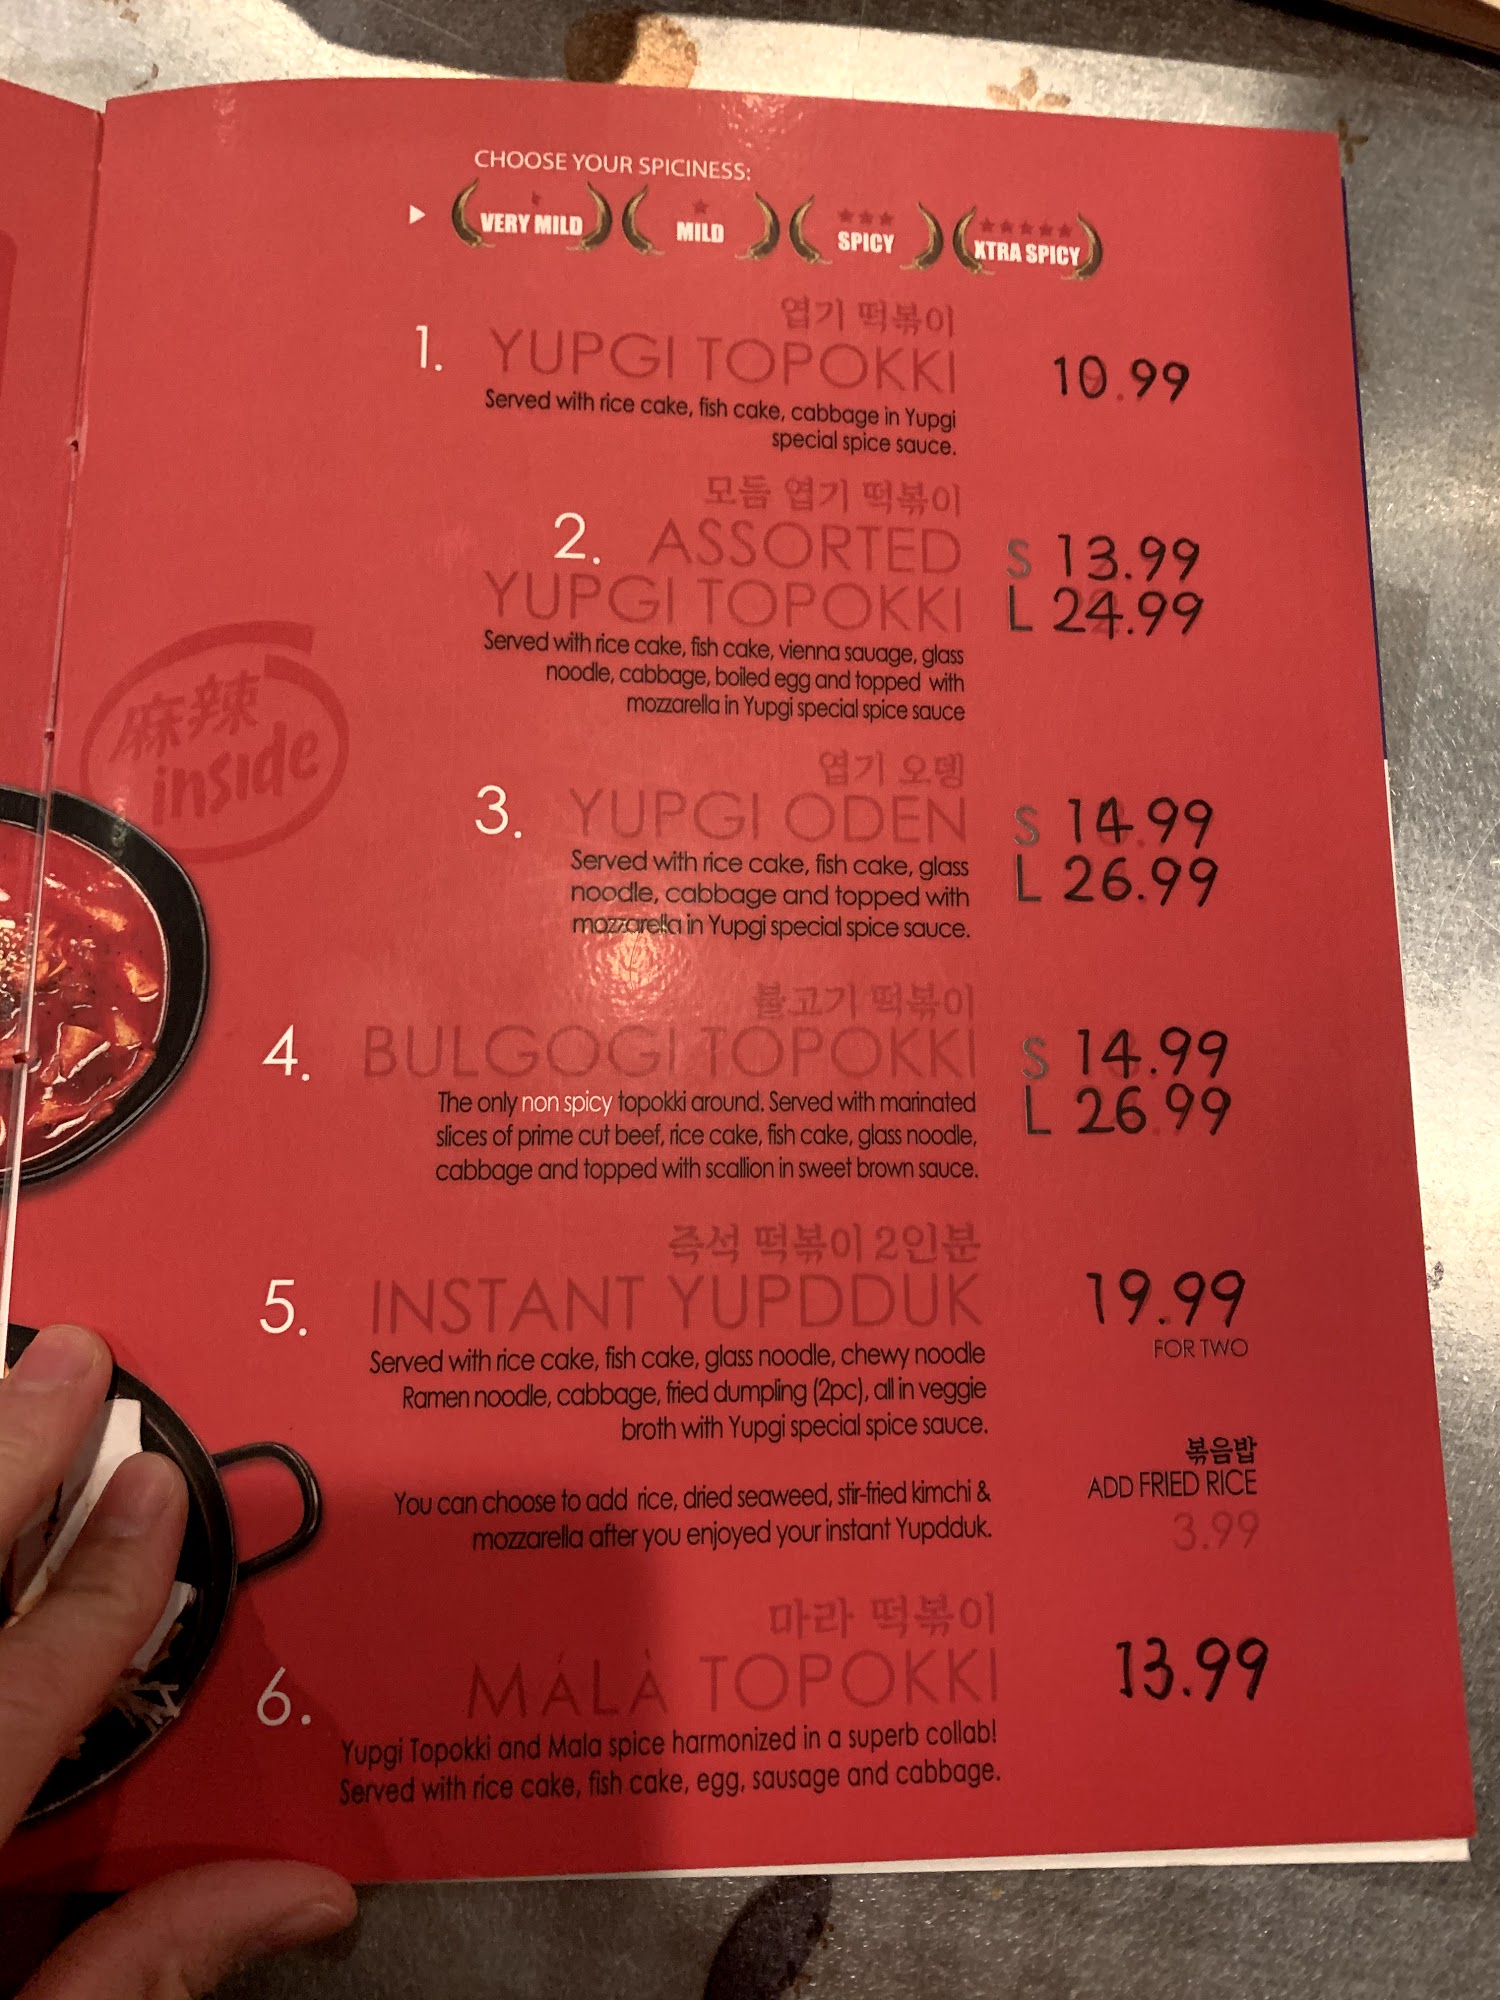 CHOOSE YOUR SPICINESS:
VERY MILD
MILD
SPICY
XTRA SPICY
엽기 떡볶이
1. YUPGI TOPOKKI 10.99
Served with rice cake, fish cake, cabbage in Yupgi
special spice sauce.
모둠 엽기 떡볶이
2. ASSORTED S 13.99
YUPGI TOPOKKI L 24.99
Served with rice cake, fish cake, vienna sauage, glass
noodle, cabbage, boiled egg and topped with
mozzarella in Yupgi special spice sauce
麻辣
inside
엽기 오뎅
3. YUPGI ODEN S 14.99
L 26.99
Served with rice cake, fish cake, glass
noodle, cabbage and topped with
mozzarella in Yupgi special spice sauce.
불고기 떡볶이
4. BULGOGI TOPOKKI S 14.99
L 26.99
The only non spicy topokki around. Served with marinated
slices of prime cut beef, rice cake, fish cake, glass noodle,
cabbage and topped with scallion in sweet brown sauce.
즉석 떡볶이 2인분
5. INSTANT YUPDDUK 19.99
FOR TWO
Served with rice cake, fish cake, glass noodle, chewy noodle
Ramen noodle, cabbage, fried dumpling (2pc), all in veggie
broth with Yupgi special spice sauce.
볶음밥
ADD FRIED RICE
3.99
You can choose to add rice, dried seaweed, stir-fried kimchi &
mozzarella after you enjoyed your instant Yupdduk.
마라 떡볶이
6. MÁLÀ TOPOKKI 13.99
Yupgi Topokki and Mala spice harmonized in a superb collab!
Served with rice cake, fish cake, egg, sausage and cabbage.